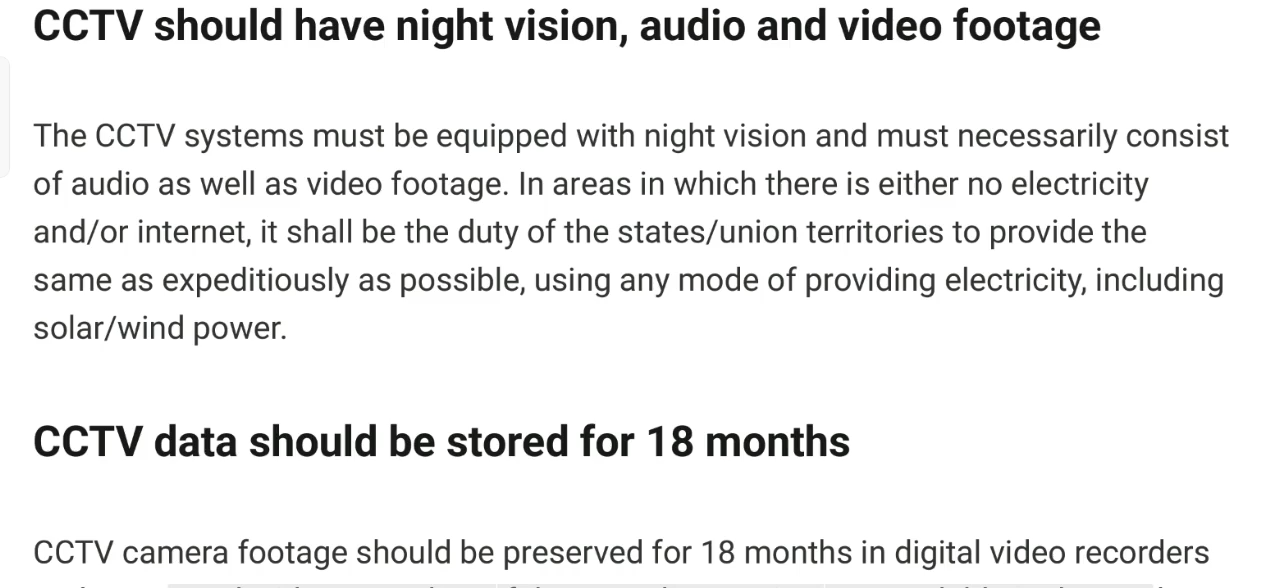 CCTV should have night vision, audio and video footage
The CCTV systems must be equipped with night vision and must necessarily consist
of audio as well as video footage. In areas in which there is either no electricity
and/or internet, it shall be the duty of the states/union territories to provide the
same as expeditiously as possible, using any mode of providing electricity, including
solar/wind power.
CCTV data should be stored for 18 months
CCTV camera footage should be preserved for 18 months in digital video recorders